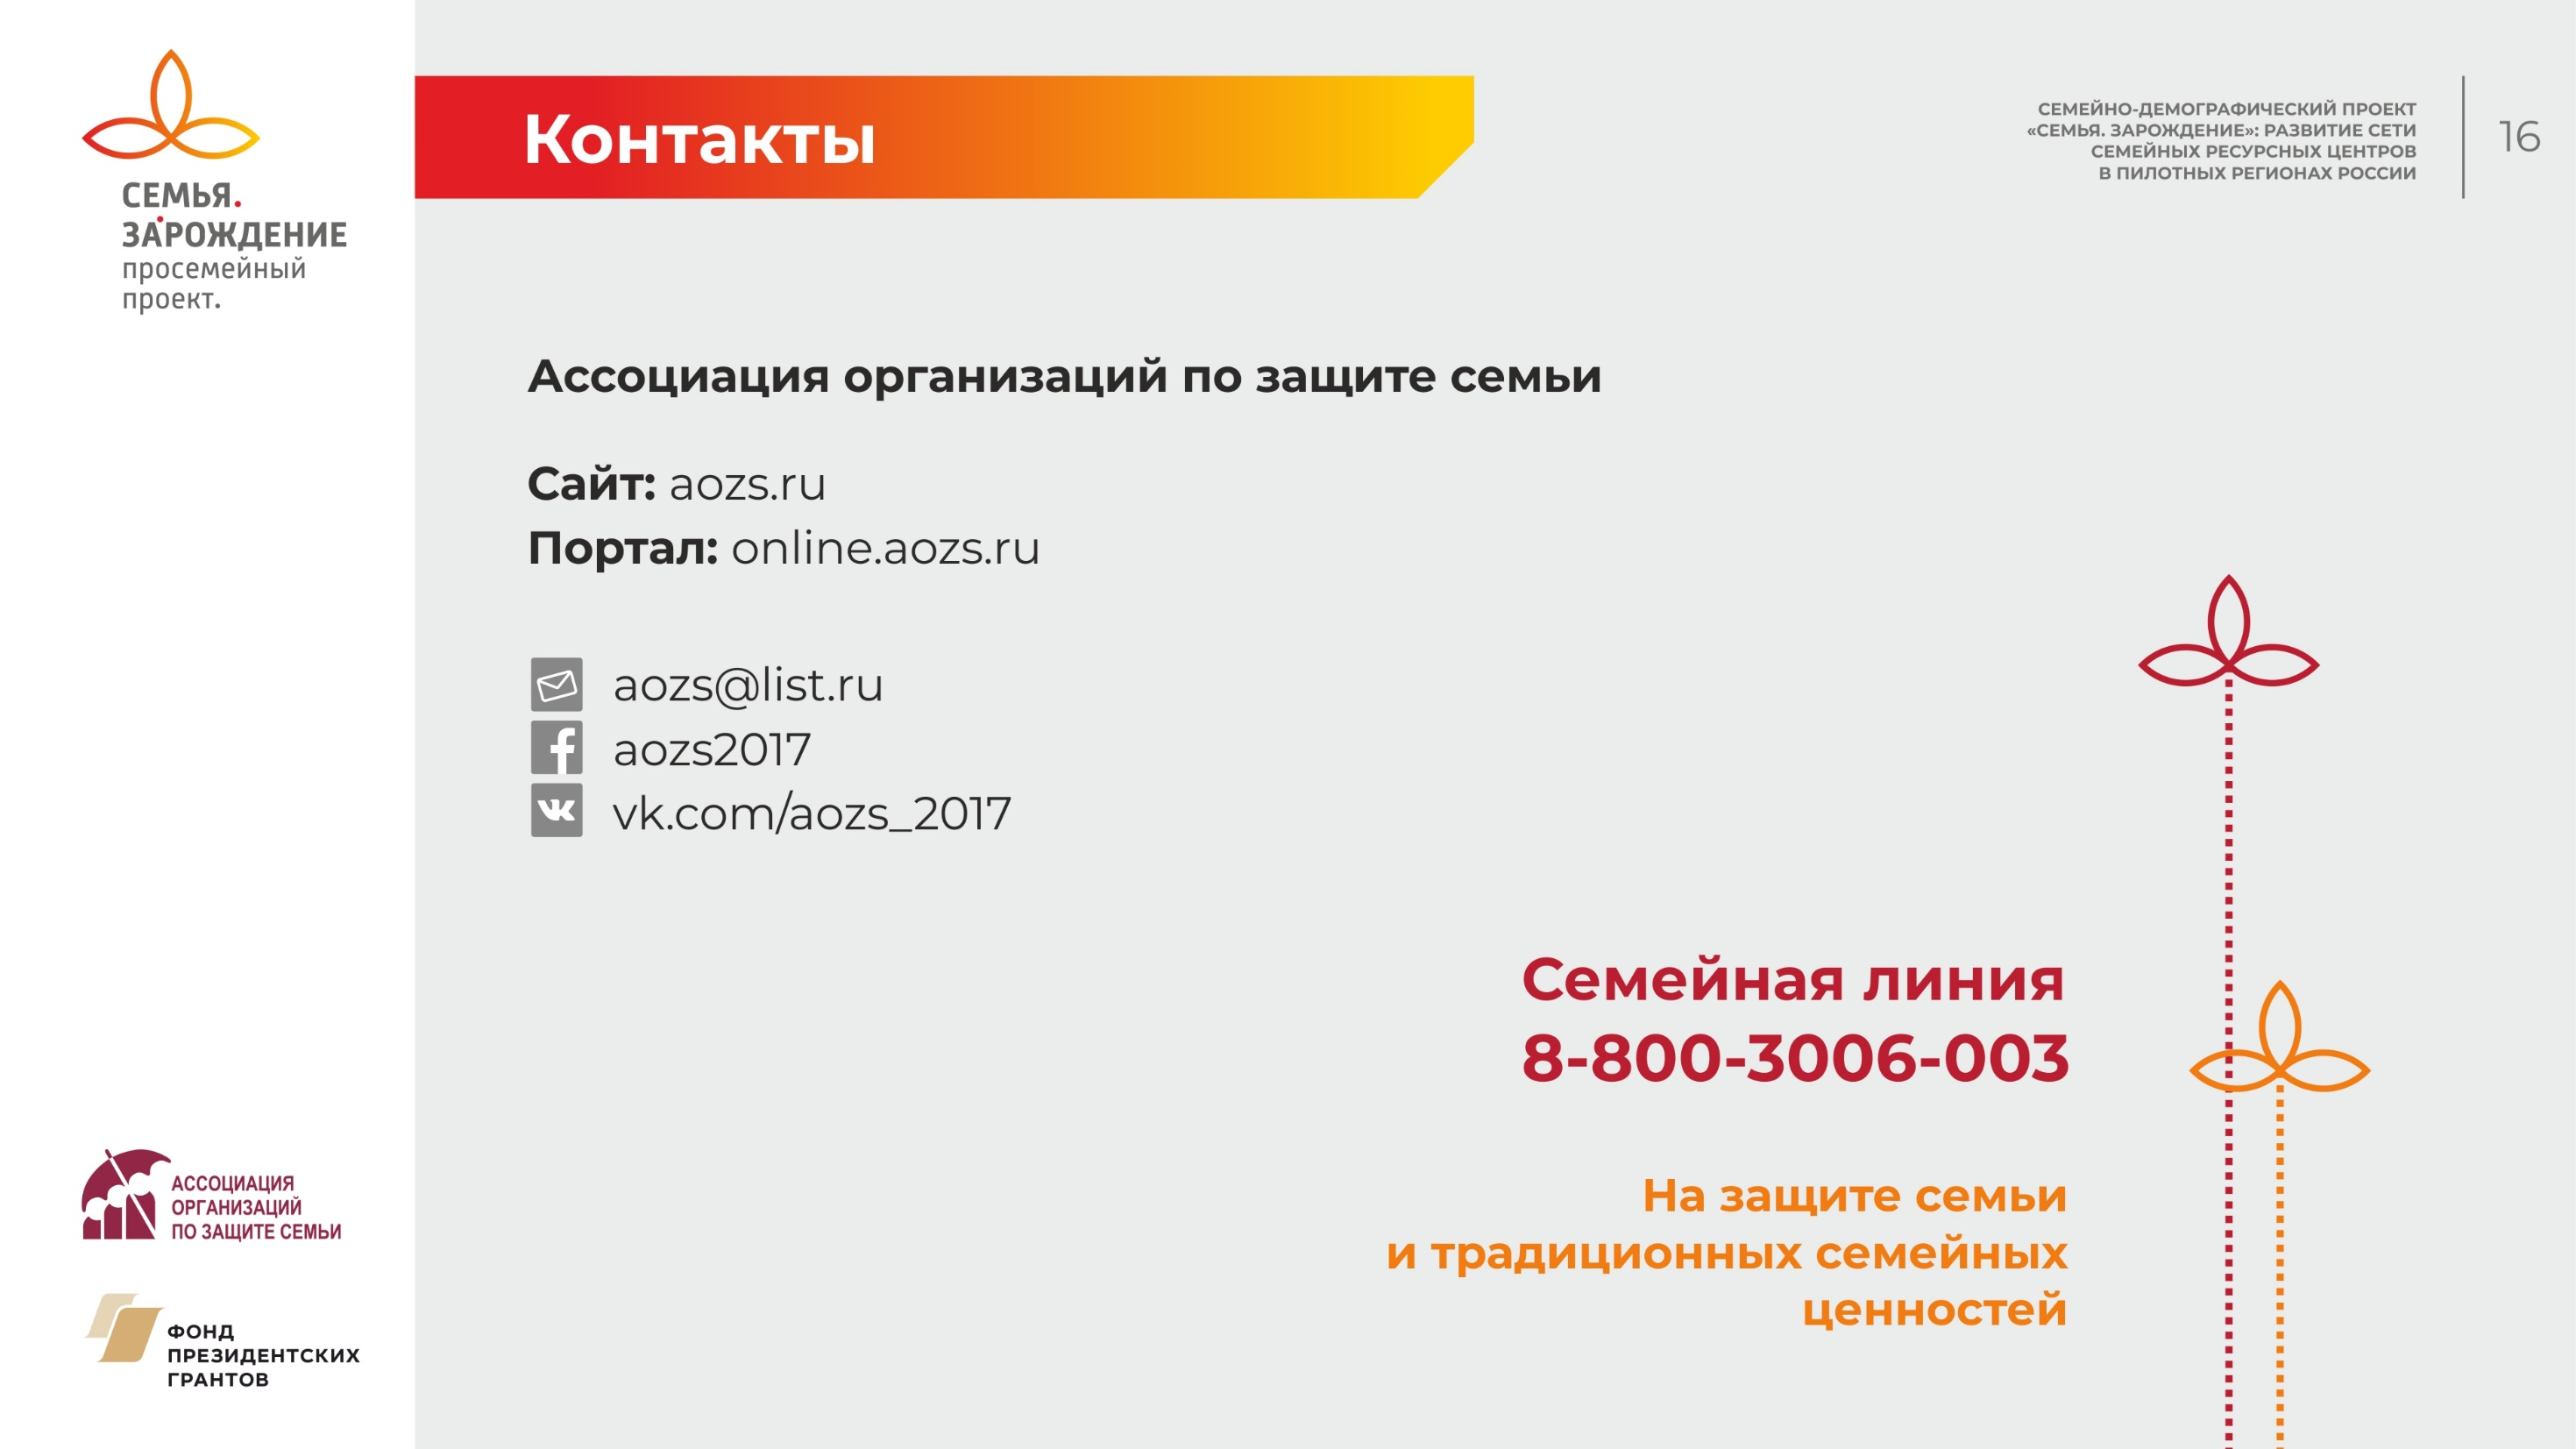 СЕМЬЯ.
ЗАРОЖДЕНИЕ
просемейный
проект.
Контакты
СЕМЕЙНО-ДЕМОГРАФИЧЕСКИЙ ПРОЕКТ
«СЕМЬЯ. ЗАРОЖДЕНИЕ»: РАЗВИТИЕ СЕТИ
СЕМЕЙНЫХ РЕСУРСНЫХ ЦЕНТРОВ
В ПИЛОТНЫХ РЕГИОНАХ РОССИИ
16
Ассоциация организаций по защите семьи
Сайт: aozs.ru
Портал: online.aozs.ru
aozs@list.ru
aozs2017
vk.com/aozs_2017
Семейная линия
8-800-3006-003
На защите семьи
и традиционных семейных
ценностей
АССОЦИАЦИЯ
ОРГАНИЗАЦИЙ
ПО ЗАЩИТЕ СЕМЬИ
ФОНД
ПРЕЗИДЕНТСКИХ
ГРАНТОВ